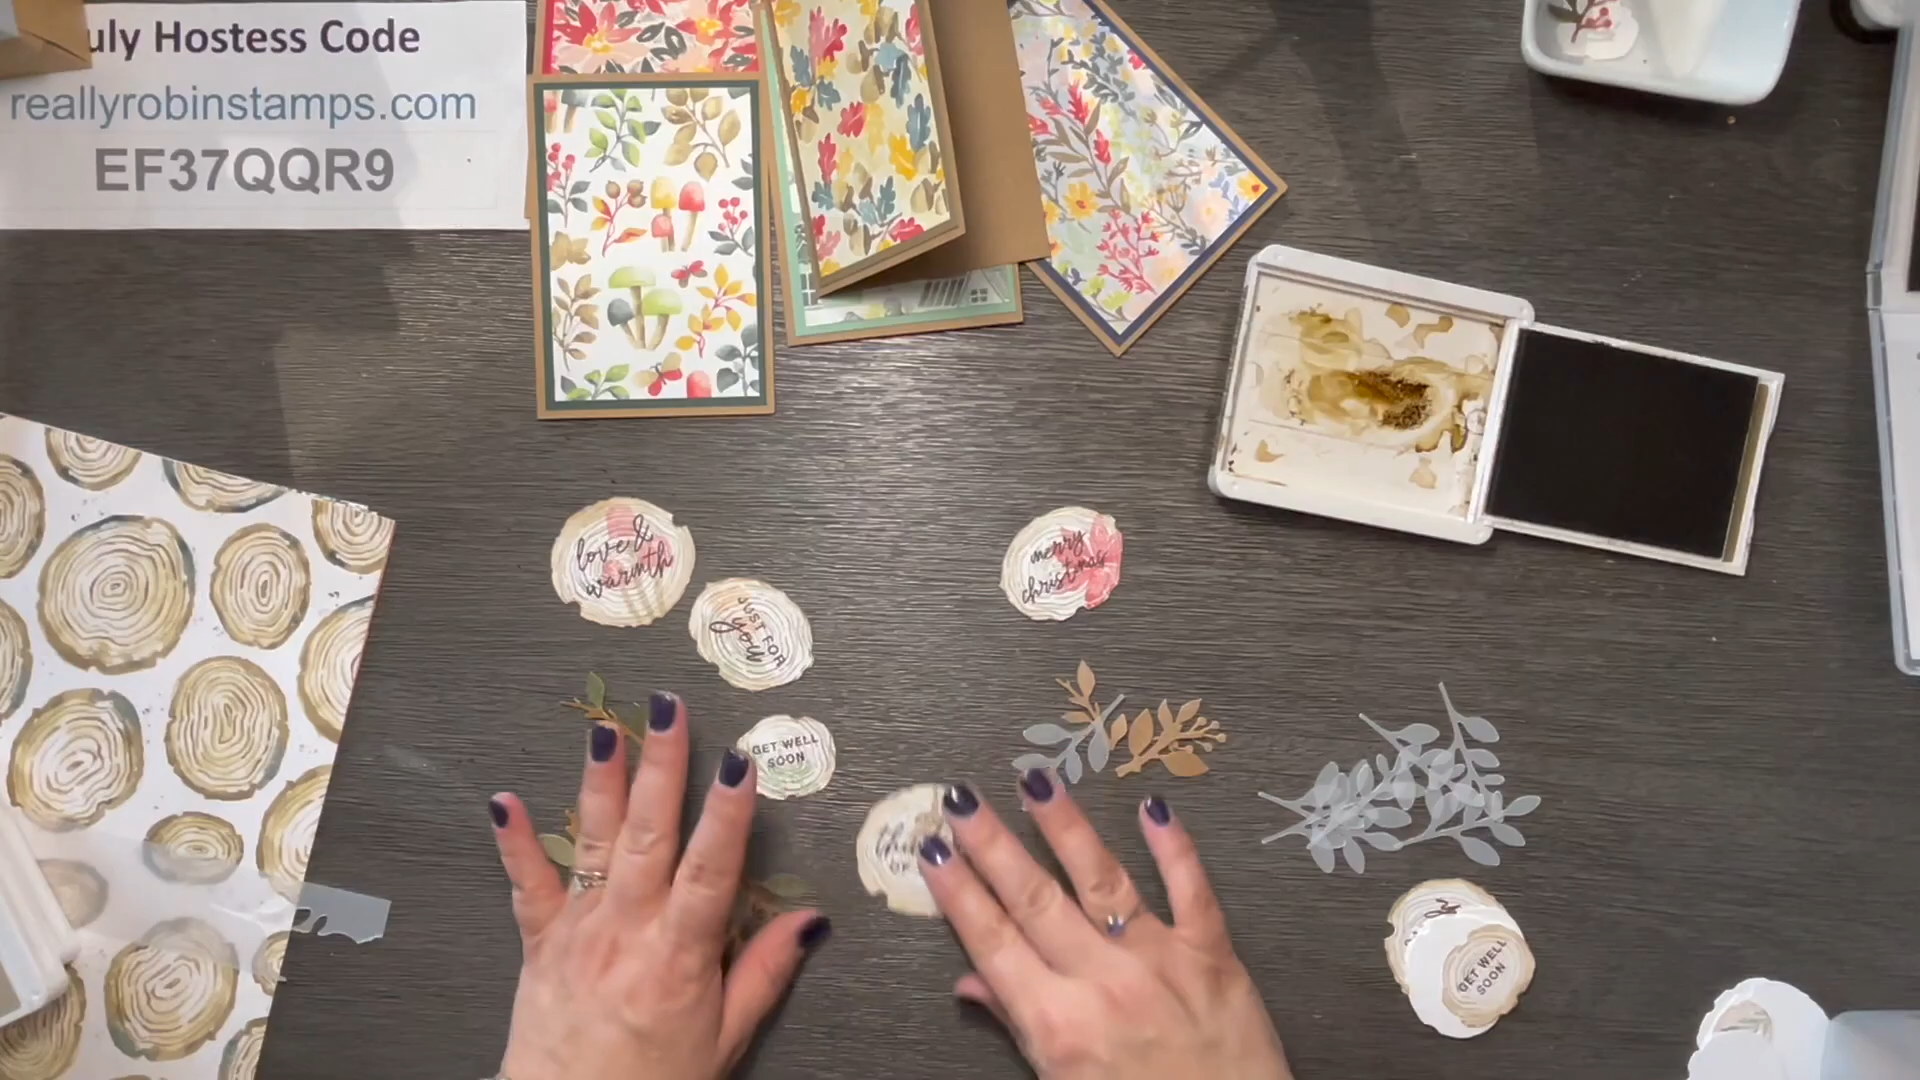 uly Hostess Code
reallyrobinstamps.com
EF37QQR9
love &
warmth
merry
christmas
JUST FOR
you
GET WELL
SOON
GET WELL
SOON